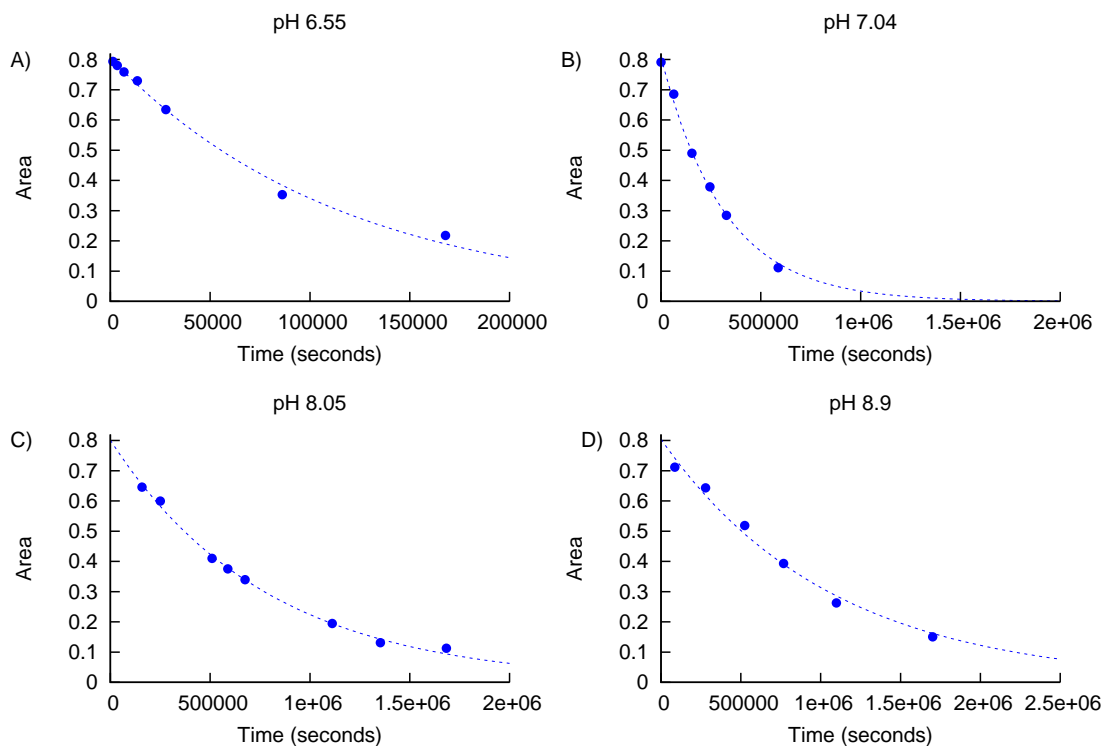 pH 6.55
A)
0.8
0.7
0.6
0.5
0.4
0.3
0.2
0.1
0
Area
0 50000 100000 150000 200000
Time (seconds)
pH 7.04
B)
0.8
0.7
0.6
0.5
0.4
0.3
0.2
0.1
0
Area
0 500000 1e+06 1.5e+06 2e+06
Time (seconds)
pH 8.05
C)
0.8
0.7
0.6
0.5
0.4
0.3
0.2
0.1
0
Area
0 500000 1e+06 1.5e+06 2e+06
Time (seconds)
pH 8.9
D)
0.8
0.7
0.6
0.5
0.4
0.3
0.2
0.1
0
Area
0 500000 1e+06 1.5e+06 2e+06 2.5e+06
Time (seconds)